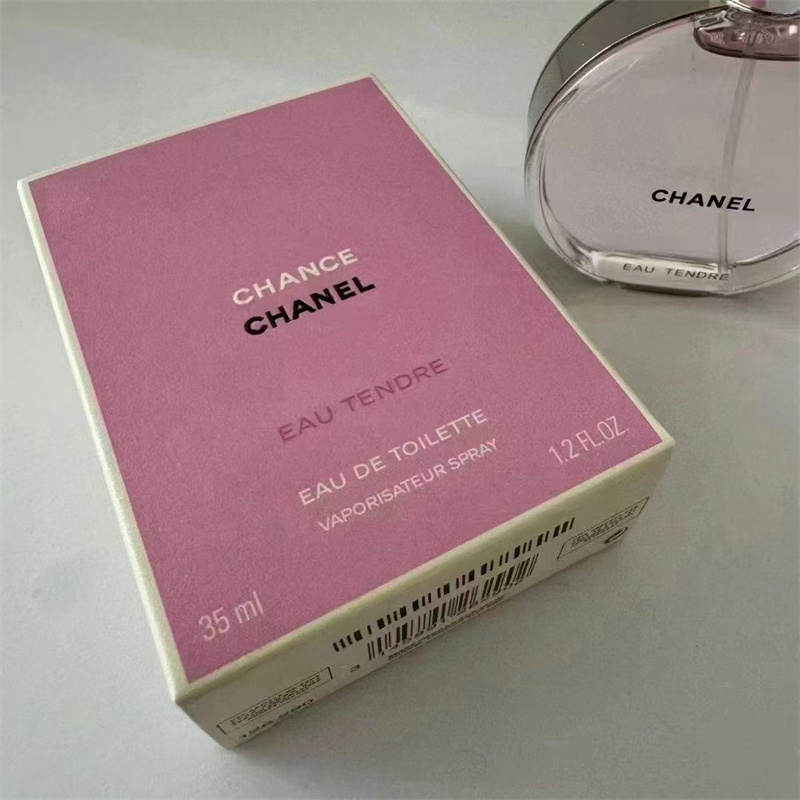 CHANCE
CHANEL
EAU TENDRE
EAU DE TOILETTE
VAPORISATEUR SPRAY
35 ml
1.2 FL.OZ.
CHANEL
EAU TENDRE